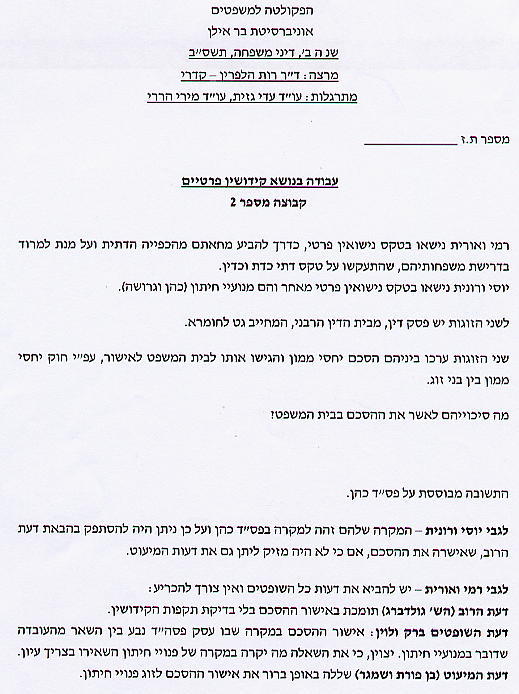 הפקולטה למשפטים
אוניברסיטת בר אילן
שנה ב', דיני משפחה, תשס"ב
מרצה: ד"ר רות הלפרין – קדרי
מתרגלות: עו"ד עדי גזית, עו"ד מירי הררי
מספר ת.ז
עבודה בנושא קידושין פרטיים
קבוצה מספר 2
רמי ואורית נישאו בטקס נישואין פרטי, כדרך להביע מחאתם מהכפייה הדתית ועל מנת למרוד
בדרישת משפחותיהם, שהתעקשו על טקס דתי כדת וכדין.
יוסי ורונית נישאו בטקס נישואין פרטי מאחר והם מנועיי חיתון (כהן וגרושה).
לשני הזוגות יש פסק דין, מבית הדין הרבני, המחייב גט לחומרא.
שני הזוגות ערכו ביניהם הסכם יחסי ממון והגישו אותו לבית המשפט לאישור, עפ"י חוק יחסי
ממון בין בני זוג.
מה סיכוייהם לאשר את ההסכם בבית המשפט?
התשובה מבוססת על פס"ד כהן.
לגבי יוסי ורונית – המקרה שלהם זהה למקרה בפס"ד כהן ועל כן ניתן היה להסתפק בהבאת דעת
הרוב, שאישרה את ההסכם, אם כי לא היה מזיק ליתן גם את דעות המיעוט.
לגבי רמי ואורית – יש להביא את דעות כל השופטים ואין צורך להכריע:
דעת הרוב (הש' גולדברג) תומכת באישור ההסכם בלי בדיקת תקפות הקידושין.
דעת השופטים ברק ולוין: אישור ההסכם במקרה שבו עסק פסה"ד נבע בין השאר מהעובדה
שדובר במנועיי חיתון. יצוין, כי את השאלה מה יקרה במקרה של פנויי חיתון השאירו בצריך עיון.
דעת המיעוט (בן פורת ושמגר) שללה באופן ברור את אישור ההסכם לזוג פנויי חיתון.